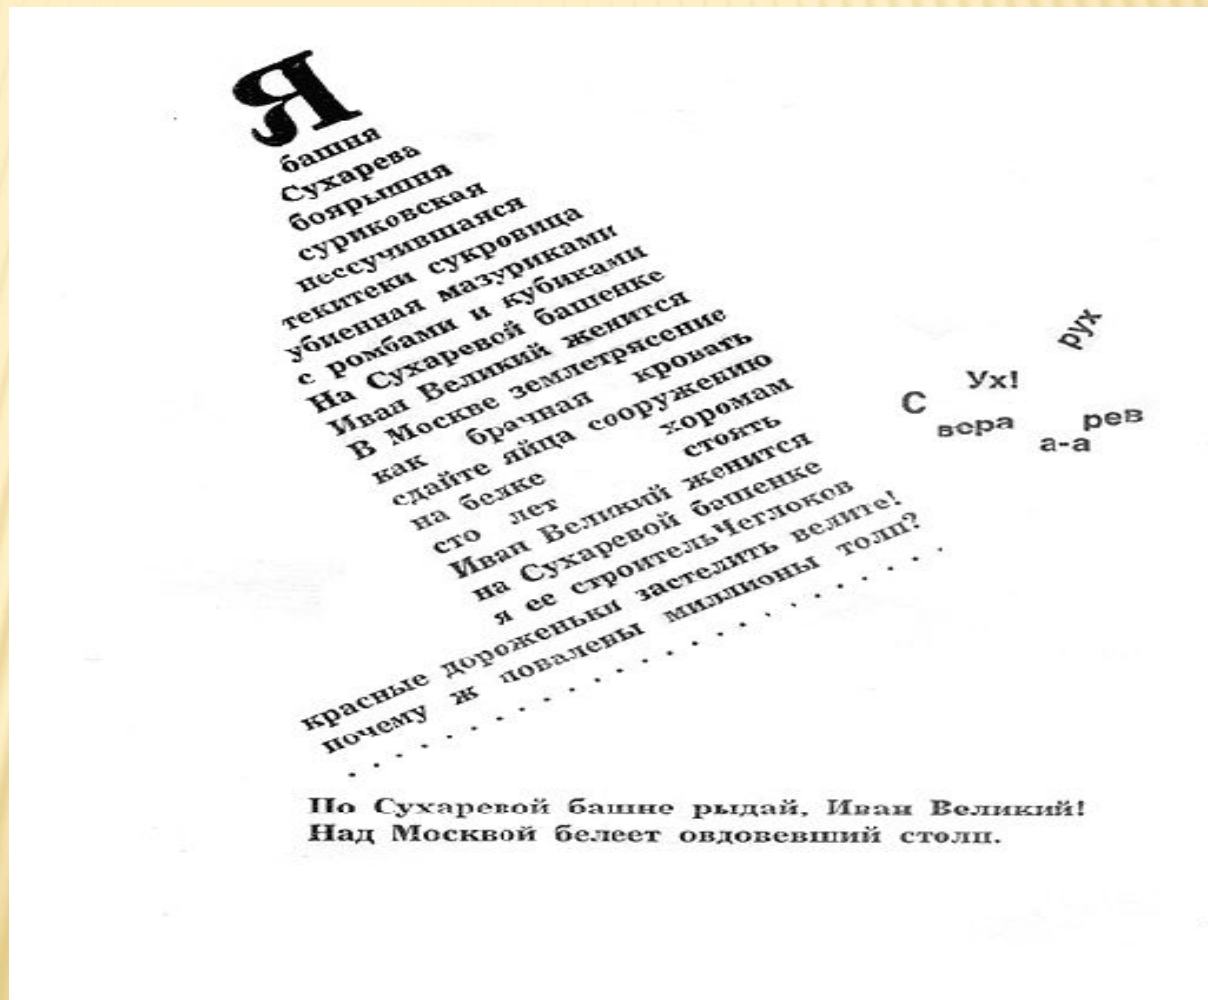 Я
башня
Сухарева
боярышня
суриковская
нессучившаяся
текитеки сукровица
убиенная мазуриками
с ромбами и кубиками
На Сухаревой башенке
Иван Великий женится
В Москве землетрясение
как брачная кровать
сдайте яйца сооружению
на белке хоромам
сто лет стоять
Иван Великий женится
на Сухаревой башенке
я ее строительЧеглоков
красные дороженьки застелить велите!
почему ж повалены миллионы толп?
. . . . . . . . . . . . . . . . . . . . . . . . .
По Сухаревой башне рыдай, Иван Великий!
Над Москвой белеет овдовевший столп.
рух
Ух!
С
вера
а-а
рев